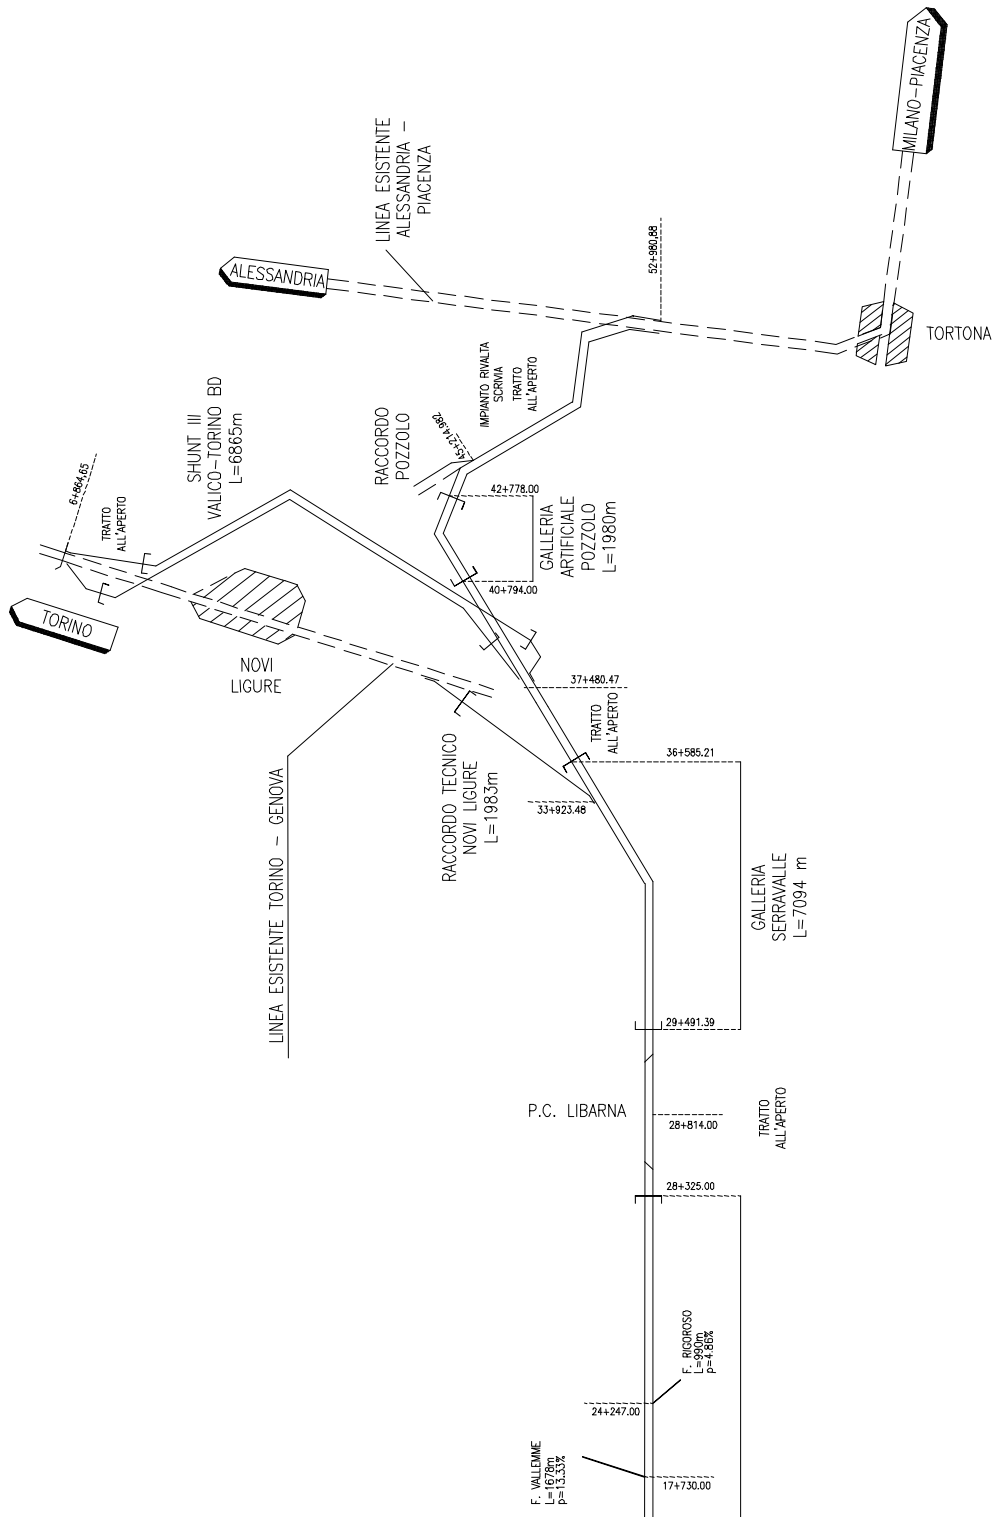 MILANO-PIACENZA
LINEA ESISTENTE
ALESSANDRIA -
PIACENZA
ALESSANDRIA
52+980,88
TORTONA
IMPIANTO RIVALTA
SCRIVIA
TRATTO
ALL'APERTO
SHUNT III
VALICO-TORINO BD
L=6865m
RACCORDO
POZZOLO
45+214,982
6+864,65
TRATTO
ALL'APERTO
42+778.00
GALLERIA
ARTIFICIALE
POZZOLO
L=1980m
40+794.00
TORINO
NOVI
LIGURE
37+480.47
TRATTO
ALL'APERTO
36+585.21
RACCORDO TECNICO
NOVI LIGURE
L=1983m
33+923.48
LINEA ESISTENTE TORINO - GENOVA
GALLERIA
SERRAVALLE
L=7094 m
29+491.39
P.C. LIBARNA
28+814.00
TRATTO
ALL'APERTO
28+325.00
F. RIGOROSO
L=990m
p=4.86%
24+247.00
F. VALLEMME
L=1678m
p=13.33%
17+730.00